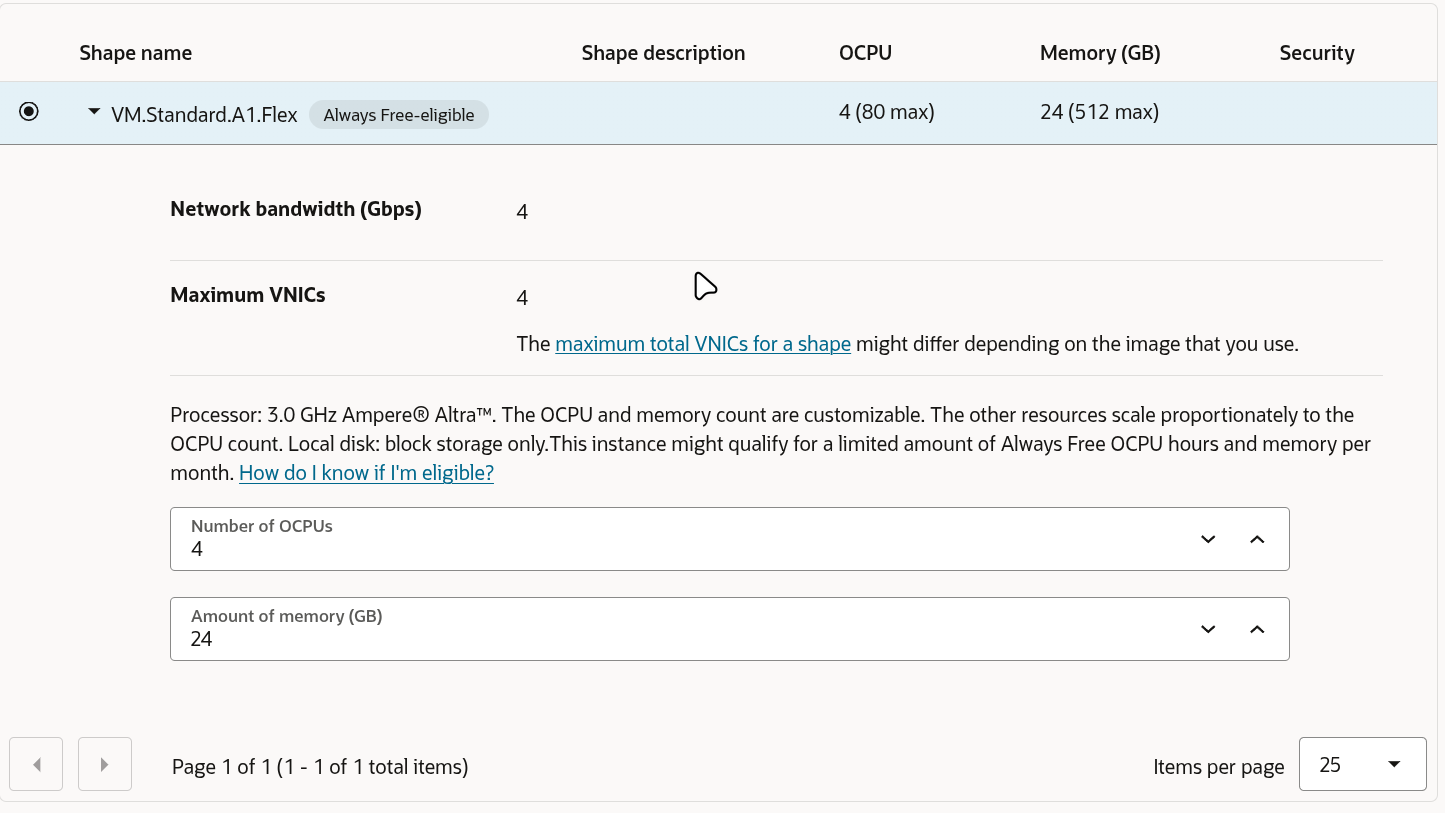 Shape name Shape description OCPU Memory (GB) Security
VM.Standard.A1.Flex Always Free-eligible 4 (80 max) 24 (512 max)
Network bandwidth (Gbps) 4
Maximum VNICs 4
The maximum total VNICs for a shape might differ depending on the image that you use.
Processor: 3.0 GHz Ampere® Altra™. The OCPU and memory count are customizable. The other resources scale proportionately to the
OCPU count. Local disk: block storage only.This instance might qualify for a limited amount of Always Free OCPU hours and memory per
month. How do I know if I'm eligible?
Number of OCPUs
4
Amount of memory (GB)
24
Page 1 of 1 (1 - 1 of 1 total items) Items per page 25